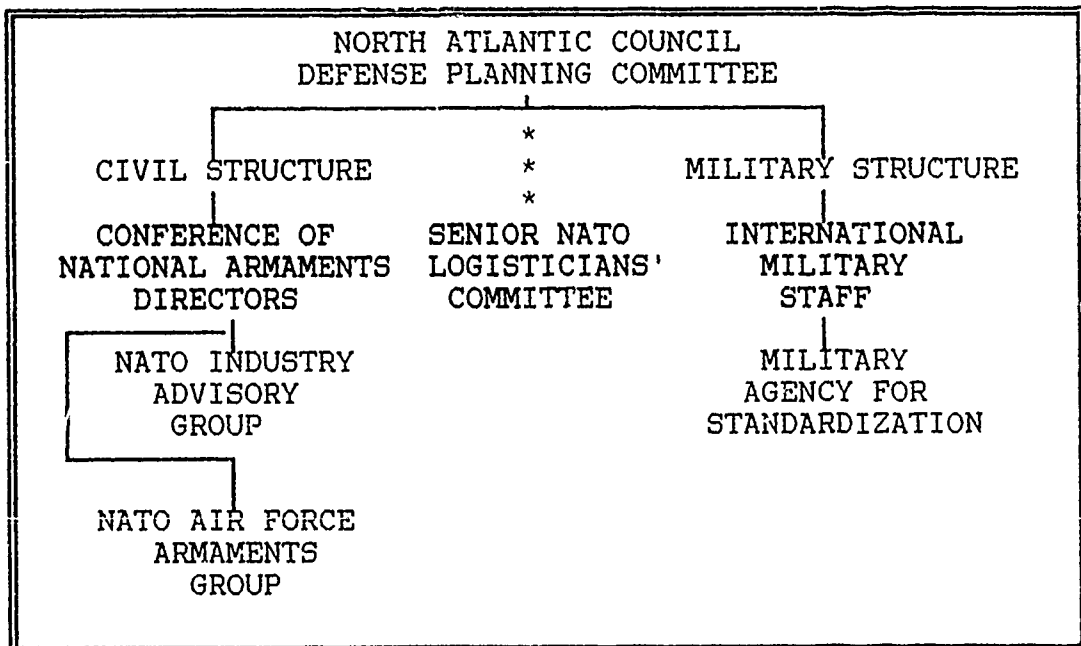 NORTH ATLANTIC COUNCIL
DEFENSE PLANNING COMMITTEE
*
CIVIL STRUCTURE * MILITARY STRUCTURE
*
CONFERENCE OF SENIOR NATO INTERNATIONAL
NATIONAL ARMAMENTS LOGISTICIANS' MILITARY
DIRECTORS COMMITTEE STAFF
NATO INDUSTRY MILITARY
ADVISORY AGENCY FOR
GROUP STANDARDIZATION
NATO AIR FORCE
ARMAMENTS
GROUP